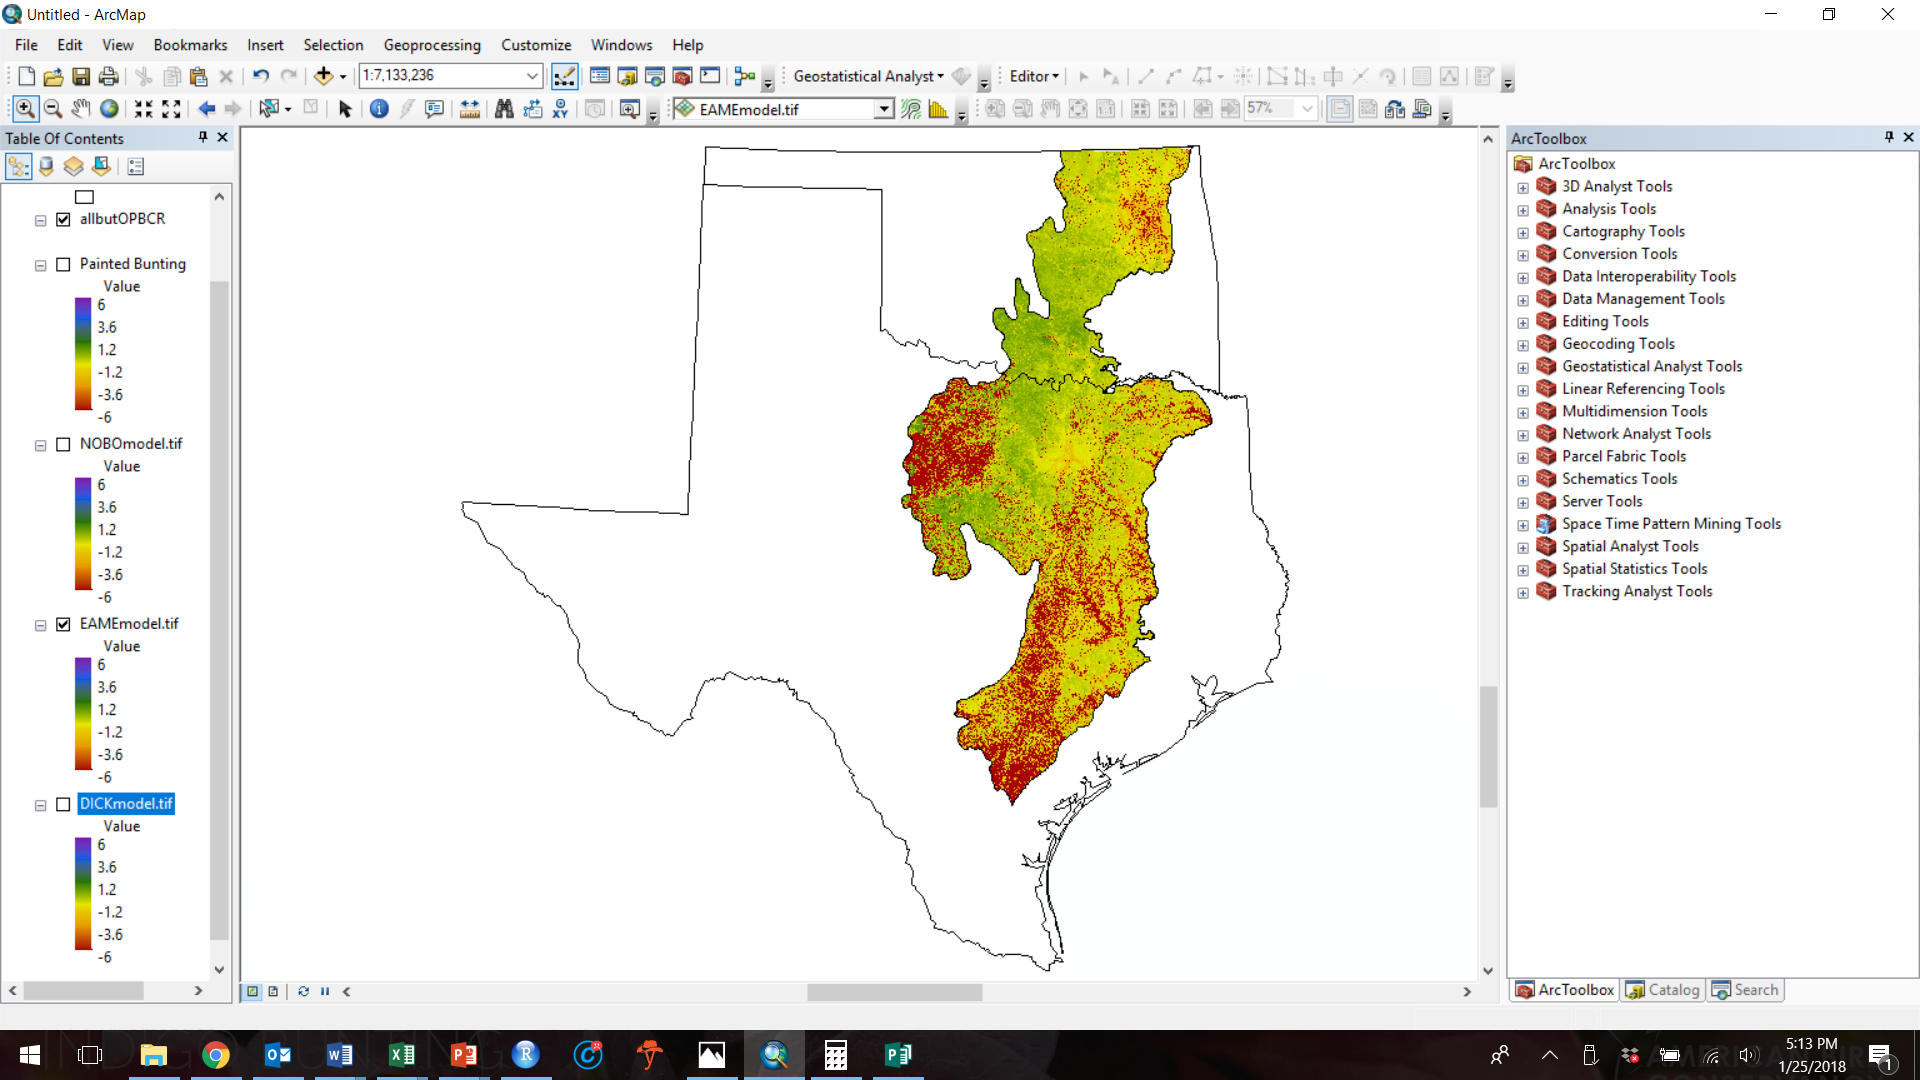 Untitled - ArcMap
File Edit View Bookmarks Insert Selection Geoprocessing Customize Windows Help
1:7,133,236 Geostatistical Analyst Editor
EAMEmodel.tif 57%
Table Of Contents
allbutOPBCR
Painted Bunting
Value
6
3.6
1.2
-1.2
-3.6
-6
NOBOmodel.tif
Value
6
3.6
1.2
-1.2
-3.6
-6
EAMEmodel.tif
Value
6
3.6
1.2
-1.2
-3.6
-6
DICKmodel.tif
Value
6
3.6
1.2
-1.2
-3.6
-6
ArcToolbox
ArcToolbox
3D Analyst Tools
Analysis Tools
Cartography Tools
Conversion Tools
Data Interoperability Tools
Data Management Tools
Editing Tools
Geocoding Tools
Geostatistical Analyst Tools
Linear Referencing Tools
Multidimension Tools
Network Analyst Tools
Parcel Fabric Tools
Schematics Tools
Server Tools
Space Time Pattern Mining Tools
Spatial Analyst Tools
Spatial Statistics Tools
Tracking Analyst Tools
ArcToolbox Catalog Search
5:13 PM
1/25/2018
1